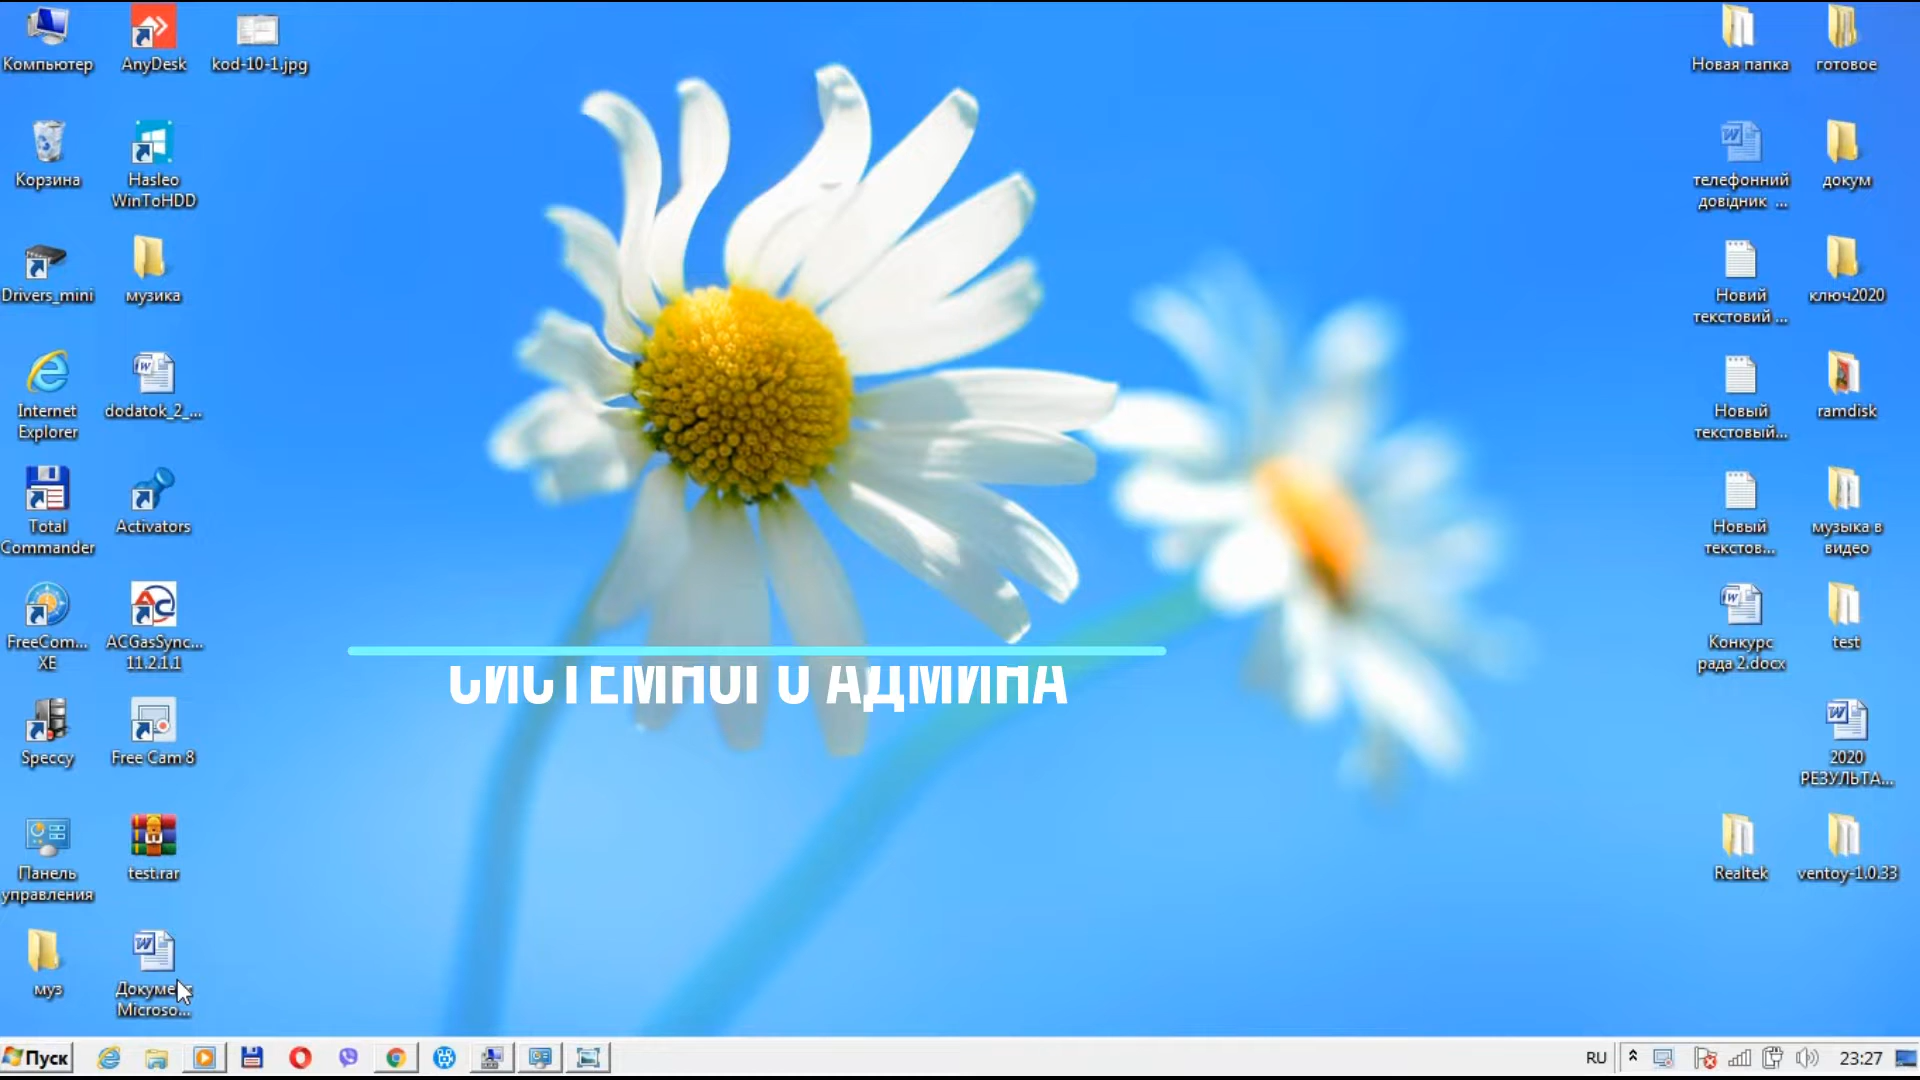 Компьютер
AnyDesk
kod-10-1.jpg
Новая папка
готовое
Корзина
Hasleo
WinToHDD
телефонний
довідник ...
докум
Drivers_mini
музика
Новий
текстовий ...
ключ2020
Internet
Explorer
dodatok_2_...
Новый
текстовый...
ramdisk
Total
Commander
Activators
Новый
текстов...
музыка в
видео
FreeCom...
XE
ACGasSync...
11.2.1.1
Конкурс
рада 2.docx
test
СИСТЕМНОГО АДМИНА
Speccy
Free Cam 8
2020
РЕЗУЛЬТА...
Панель
управления
test.rar
Realtek
ventoy-1.0.33
муз
Microso...
Пуск
RU
23:27